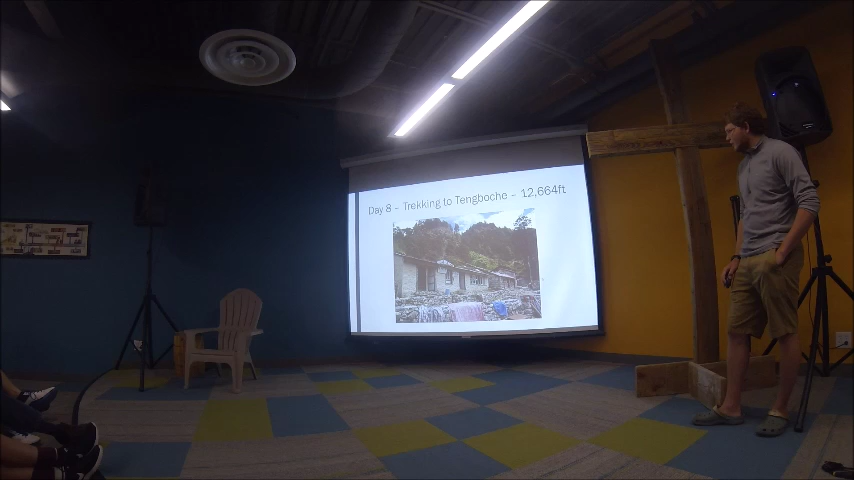 Day 8 – Trekking to Tengboche – 12,664ft